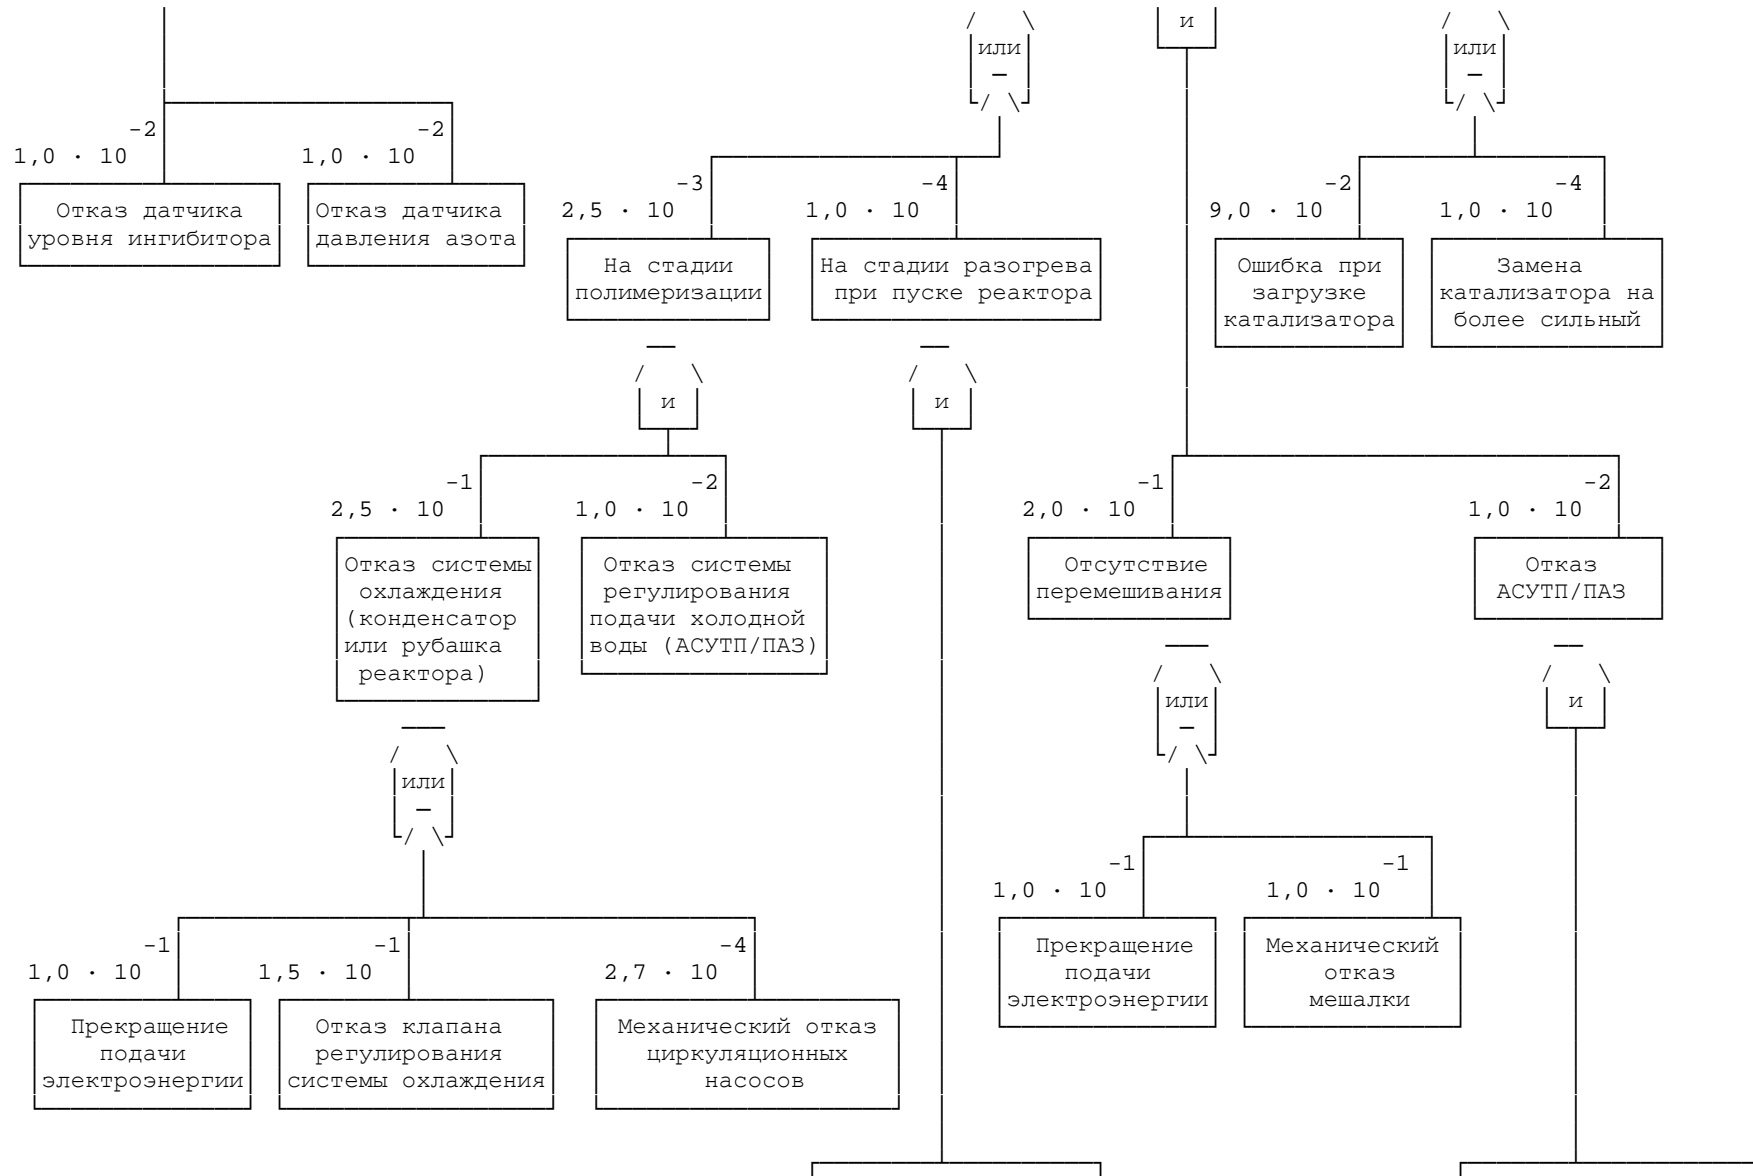 и
или
или
-2
-2
1,0 · 10
1,0 · 10
-3
-4
-2
-4
Отказ датчика
уровня ингибитора
Отказ датчика
давления азота
2,5 · 10
1,0 · 10
9,0 · 10
1,0 · 10
На стадии
полимеризации
На стадии разогрева
при пуске реактора
Ошибка при
загрузке
катализатора
Замена
катализатора на
более сильный
и
и
-1
-2
-1
-2
2,5 · 10
1,0 · 10
2,0 · 10
1,0 · 10
Отказ системы
охлаждения
(конденсатор
или рубашка
реактора)
Отказ системы
регулирования
подачи холодной
воды (АСУТП/ПАЗ)
Отсутствие
перемешивания
Отказ
АСУТП/ПАЗ
или
и
или
-1
-1
1,0 · 10
1,0 · 10
-1
-1
-4
1,0 · 10
1,5 · 10
2,7 · 10
Прекращение
подачи
электроэнергии
Механический
отказ
мешалки
Прекращение
подачи
электроэнергии
Отказ клапана
регулирования
системы охлаждения
Механический отказ
циркуляционных
насосов